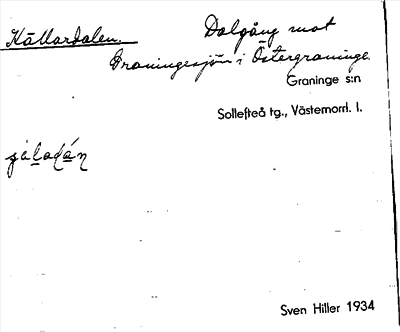 Källardalen.
Dalgång mot
Graningesjön i Östergraninge.
Graninge s:n
Sollefteå tg., Västernorrl. l.
Sven Hiller 1934